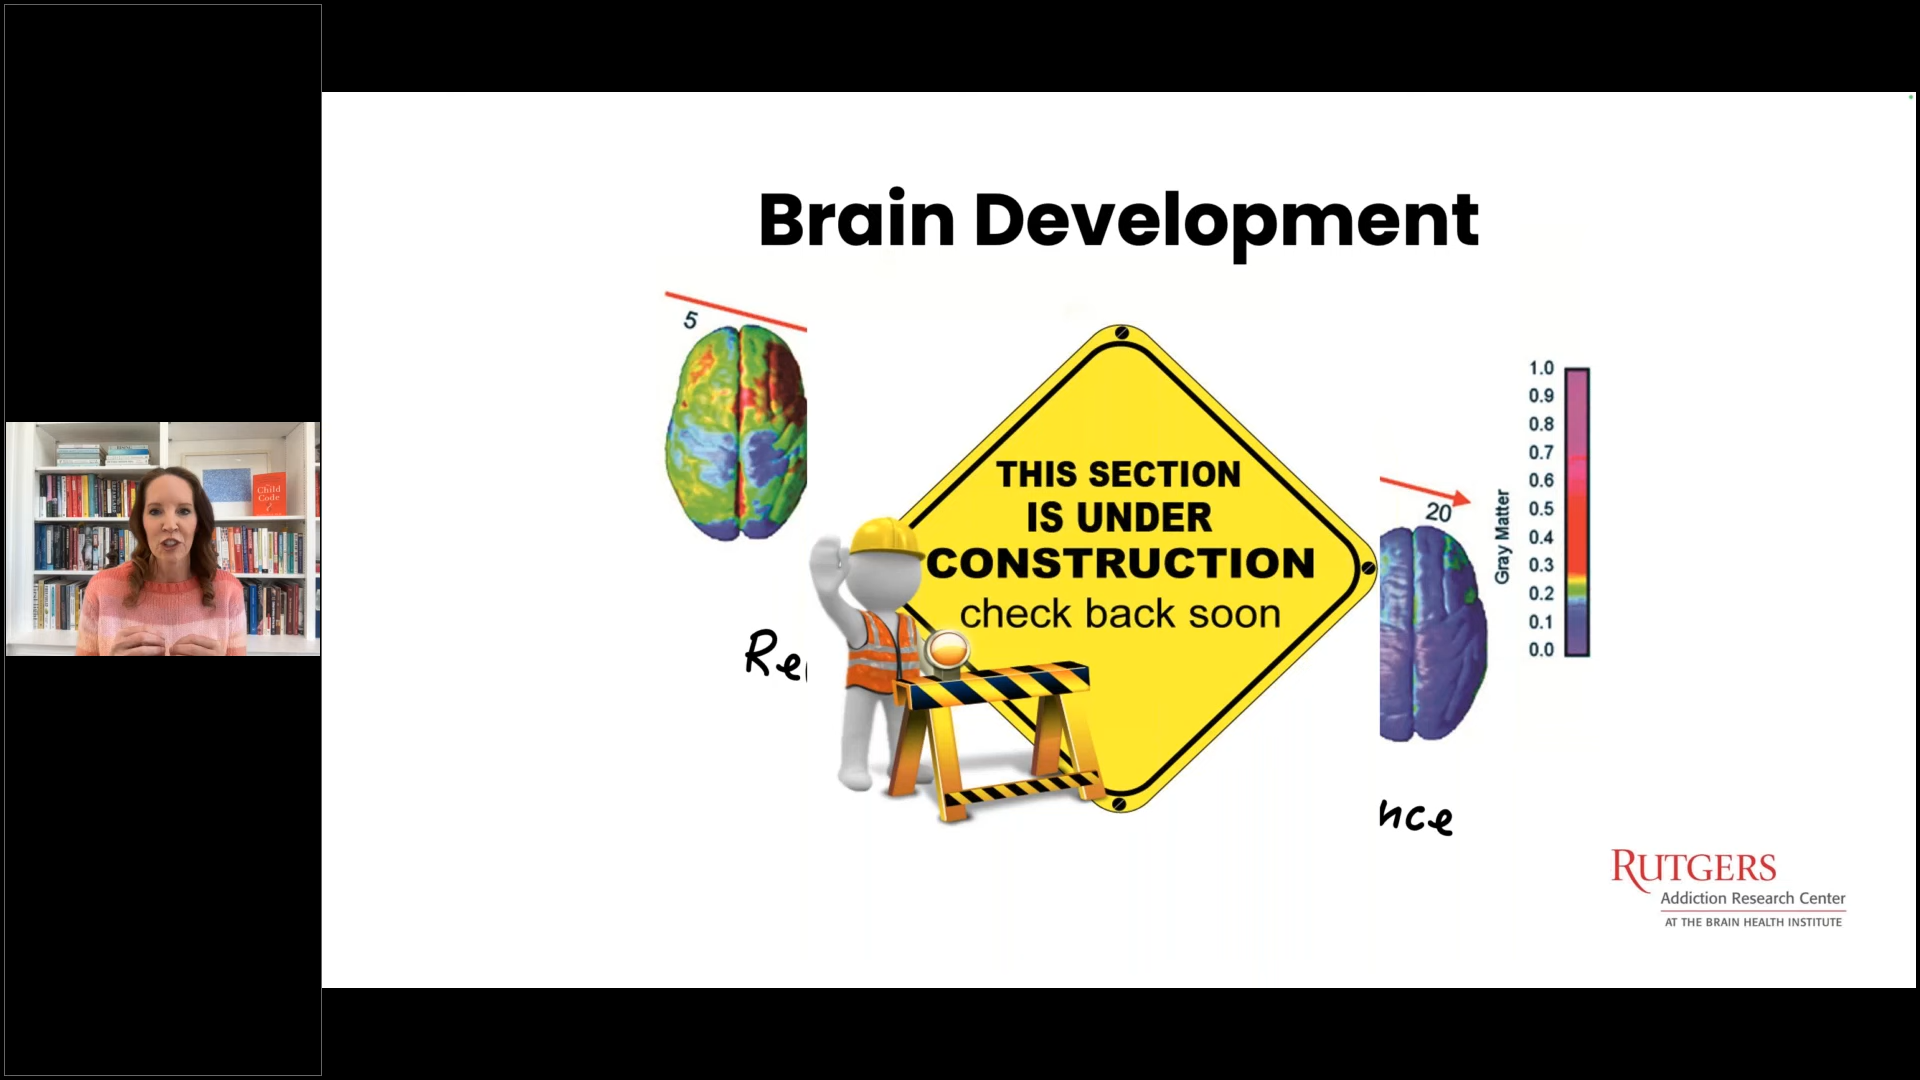 Brain Development
5
THIS SECTION
IS UNDER
CONSTRUCTION
check back soon
20
Gray Matter
1.0
0.9
0.8
0.7
0.6
0.5
0.4
0.3
0.2
0.1
0.0
Child
Code
RUTGERS
Addiction Research Center
AT THE BRAIN HEALTH INSTITUTE